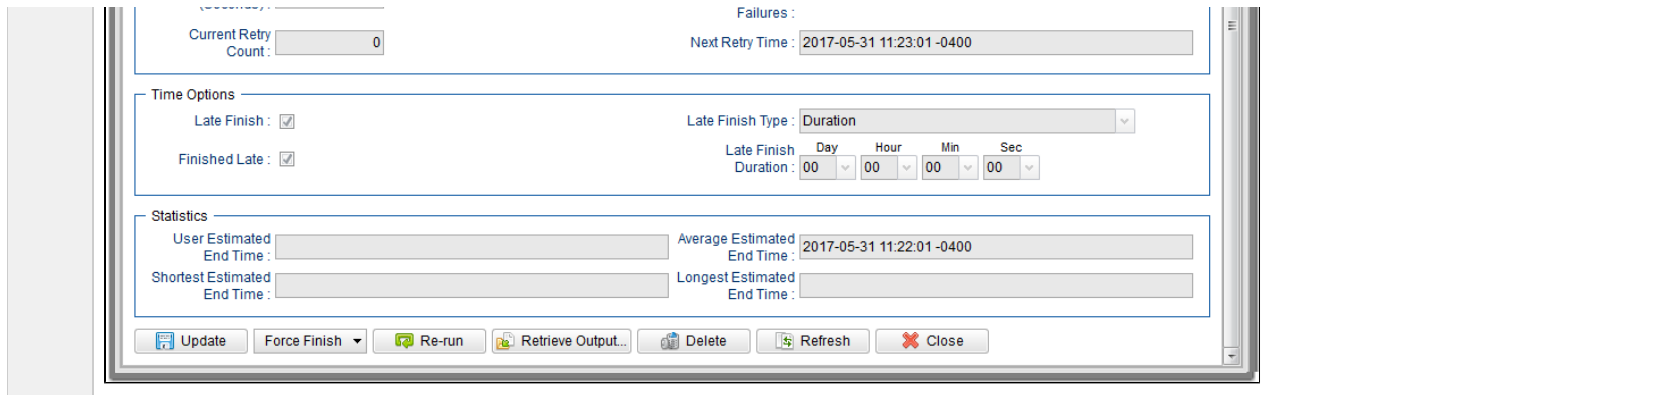 Failures :
Current Retry
Count :
0
Next Retry Time :
2017-05-31 11:23:01 -0400
Time Options
Late Finish :
Late Finish Type :
Duration
Finished Late :
Late Finish
Duration :
Day Hour Min Sec
00 00 00 00
Statistics
User Estimated
End Time :
Average Estimated
End Time :
2017-05-31 11:22:01 -0400
Shortest Estimated
End Time :
Longest Estimated
End Time :
Update Force Finish Re-run Retrieve Output... Delete Refresh Close